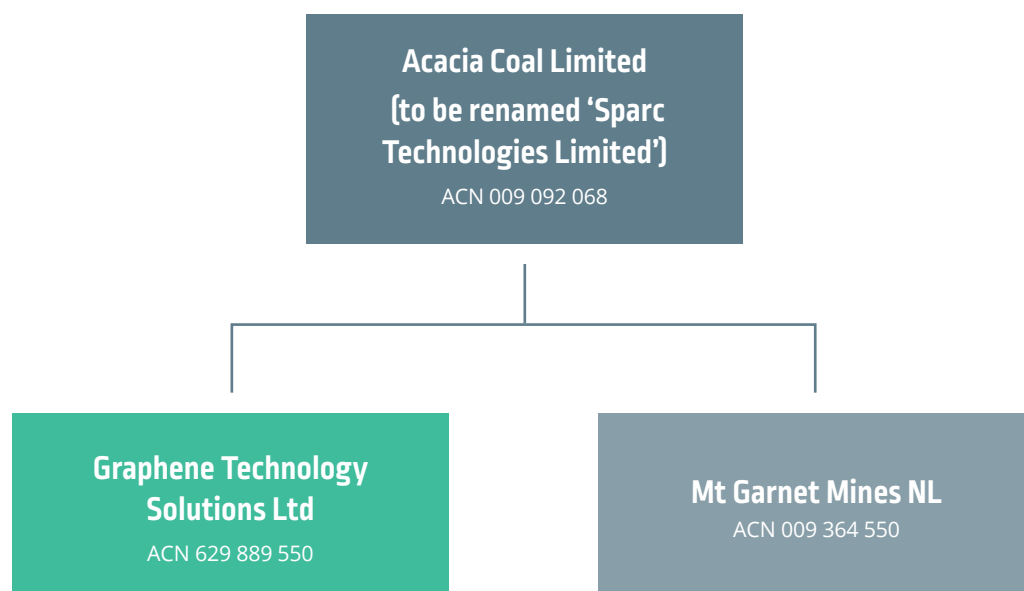 Acacia Coal Limited
(to be renamed ‘Sparc
Technologies Limited’)
ACN 009 092 068
Graphene Technology
Solutions Ltd
ACN 629 889 550
Mt Garnet Mines NL
ACN 009 364 550